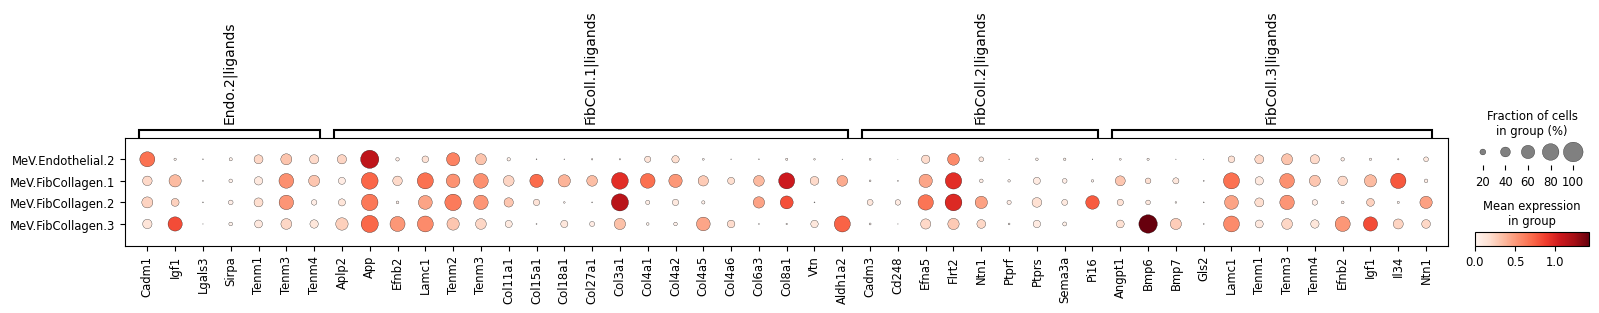 Endo.2|ligands
FibColl.1|ligands
FibColl.2|ligands
FibColl.3|ligands
MeV.Endothelial.2
MeV.FibCollagen.1
MeV.FibCollagen.2
MeV.FibCollagen.3
Cadm1
Igf1
Lgals3
Sirpa
Tenm1
Tenm3
Tenm4
Aplp2
App
Efnb2
Lamc1
Tenm2
Tenm3
Col11a1
Col15a1
Col18a1
Col27a1
Col3a1
Col4a1
Col4a2
Col4a5
Col4a6
Col6a3
Col8a1
Vtn
Aldh1a2
Cadm3
Cd248
Efna5
Flrt2
Ntn1
Ptprf
Ptprs
Sema3a
Pi16
Angpt1
Bmp6
Bmp7
Gls2
Lamc1
Tenm1
Tenm3
Tenm4
Efnb2
Igf1
Il34
Ntn1
Fraction of cells
in group (%)
20 40 60 80 100
Mean expression
in group
0.0 0.5 1.0